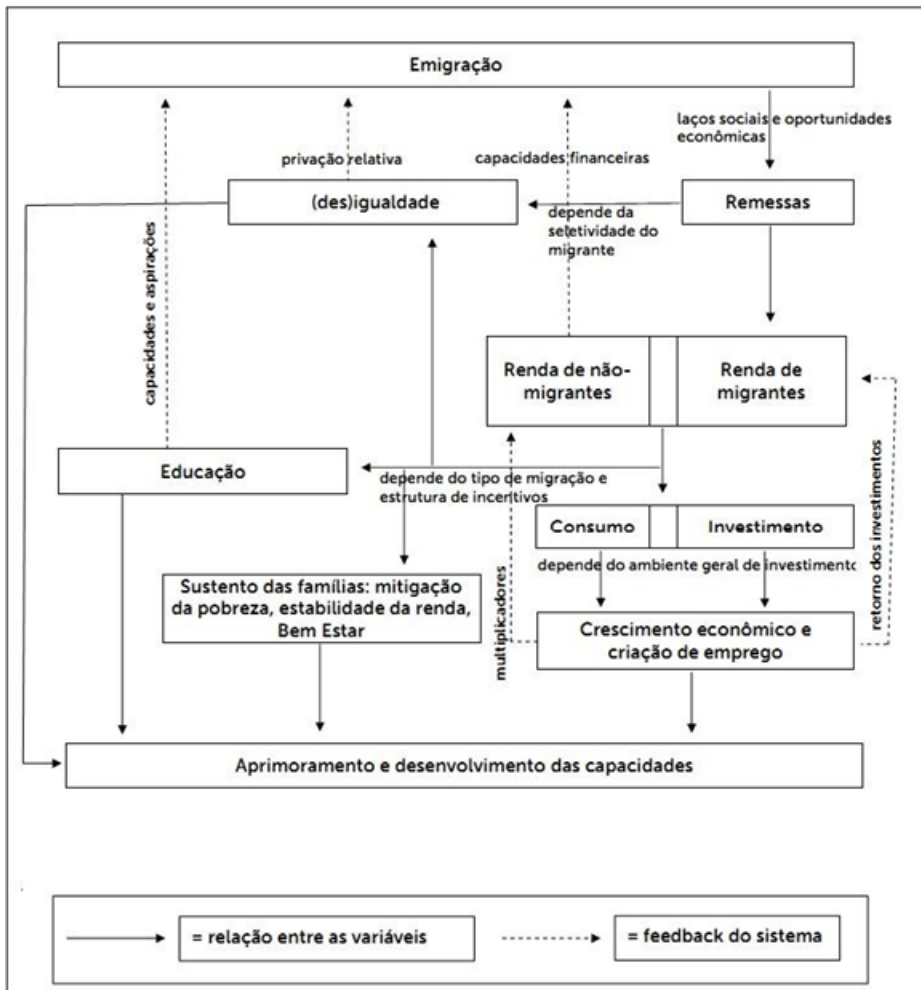 Emigração
laços sociais e oportunidades
econômicas
privação relativa
capacidades financeiras
(des)igualdade
Remessas
depende da
seletividade do
migrante
capacidades e aspirações
Renda de não-
migrantes
Renda de
migrantes
Educação
depende do tipo de migração e
estrutura de incentivos
retorno dos investimentos
Consumo
Investimento
depende do ambiente geral de investimento
Sustento das famílias: mitigação
da pobreza, estabilidade da renda,
Bem Estar
multiplicadores
Crescimento econômico e
criação de emprego
Aprimoramento e desenvolvimento das capacidades
= relação entre as variáveis
= feedback do sistema